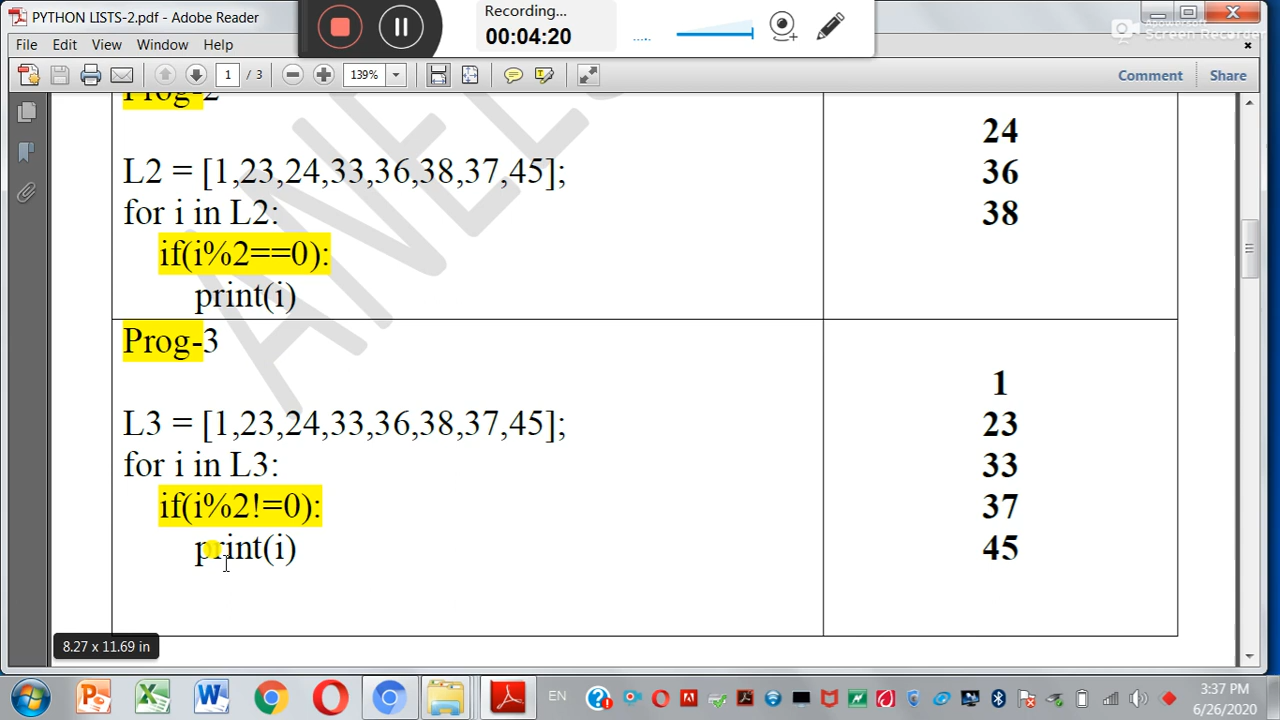 PYTHON LISTS-2.pdf - Adobe Reader
Recording...
00:04:20
Apowersoft
Screen Recorder
File Edit View Window Help
1 / 3
139%
Comment
Share
Prog-2
L2 = [1,23,24,33,36,38,37,45];
for i in L2:
if(i%2==0):
print(i)
24
36
38
Prog-3
L3 = [1,23,24,33,36,38,37,45];
for i in L3:
if(i%2!=0):
print(i)
1
23
33
37
45
8.27 x 11.69 in
EN
3:37 PM
6/26/2020